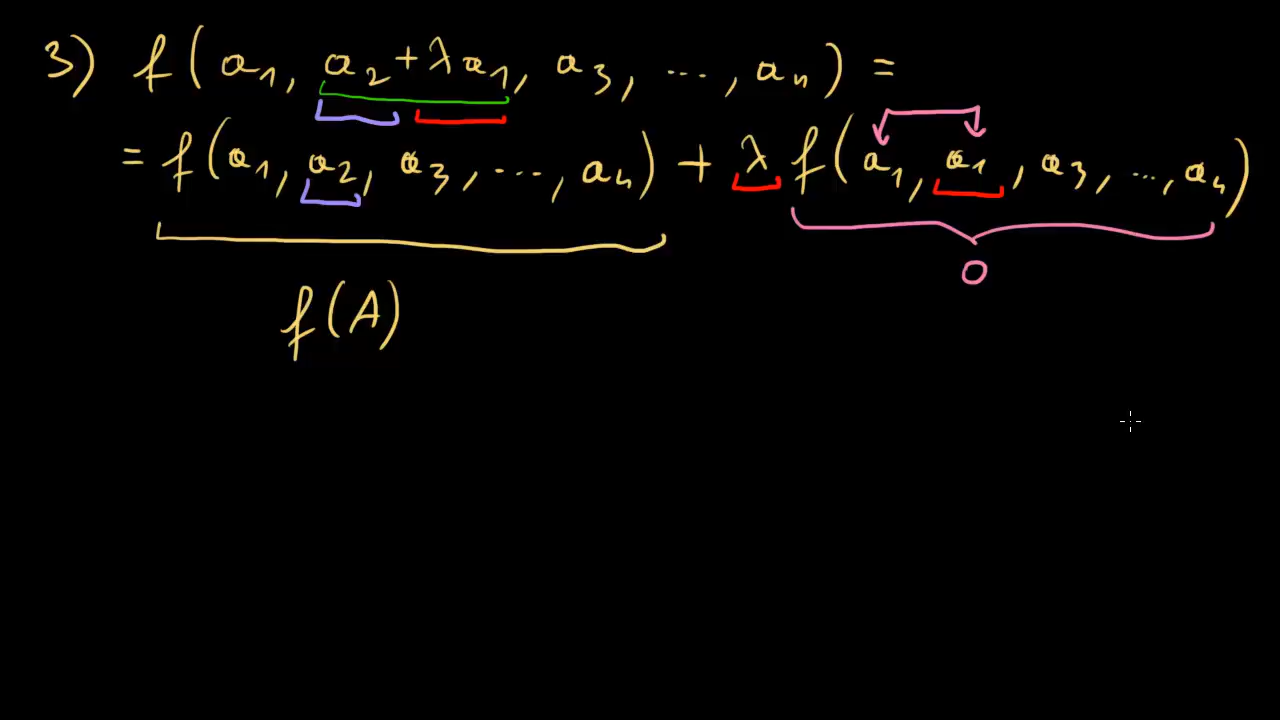 3) f(a₁, a₂ + λa₁, a₃, ..., aₙ) =
= f(a₁, a₂, a₃, ..., aₙ) + λ f(a₁, a₁, a₃, ..., aₙ)
0
f(A)